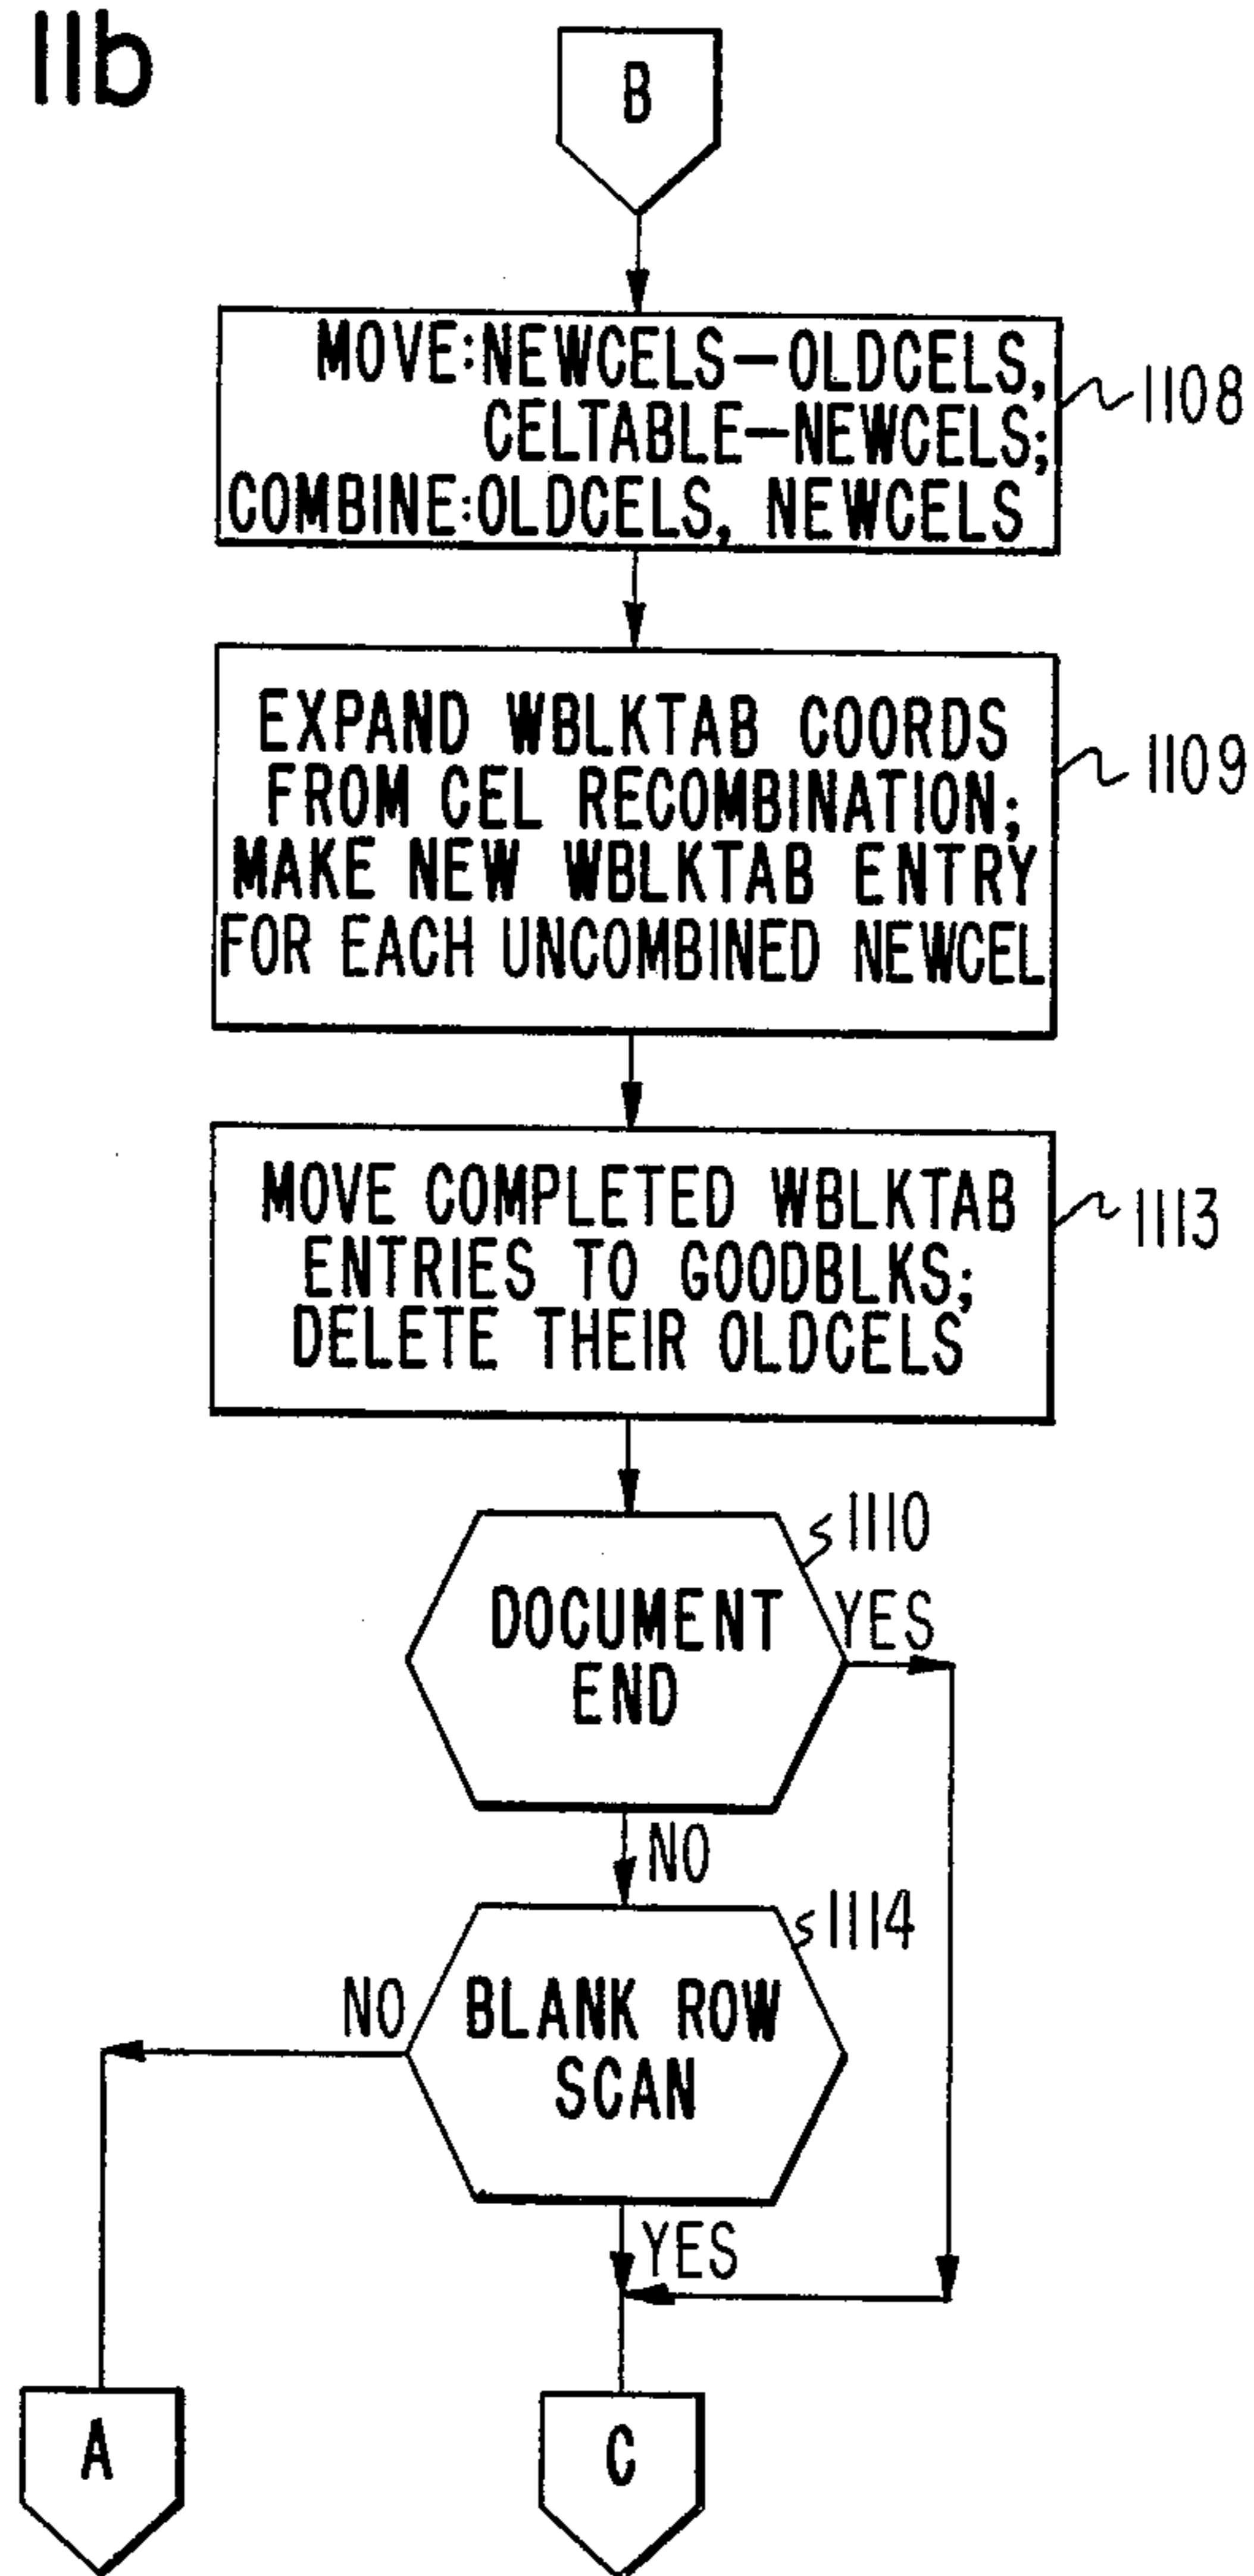 11b
B
MOVE:NEWCELS—OLDCELS,
CELTABLE—NEWCELS;
COMBINE:OLDCELS, NEWCELS
1108
EXPAND WBLKTAB COORDS
FROM CEL RECOMBINATION;
MAKE NEW WBLKTAB ENTRY
FOR EACH UNCOMBINED NEWCEL
1109
MOVE COMPLETED WBLKTAB
ENTRIES TO GOODBLKS;
DELETE THEIR OLDCELS
1113
1110
DOCUMENT
END
YES
NO
1114
NO
BLANK ROW
SCAN
YES
A
C